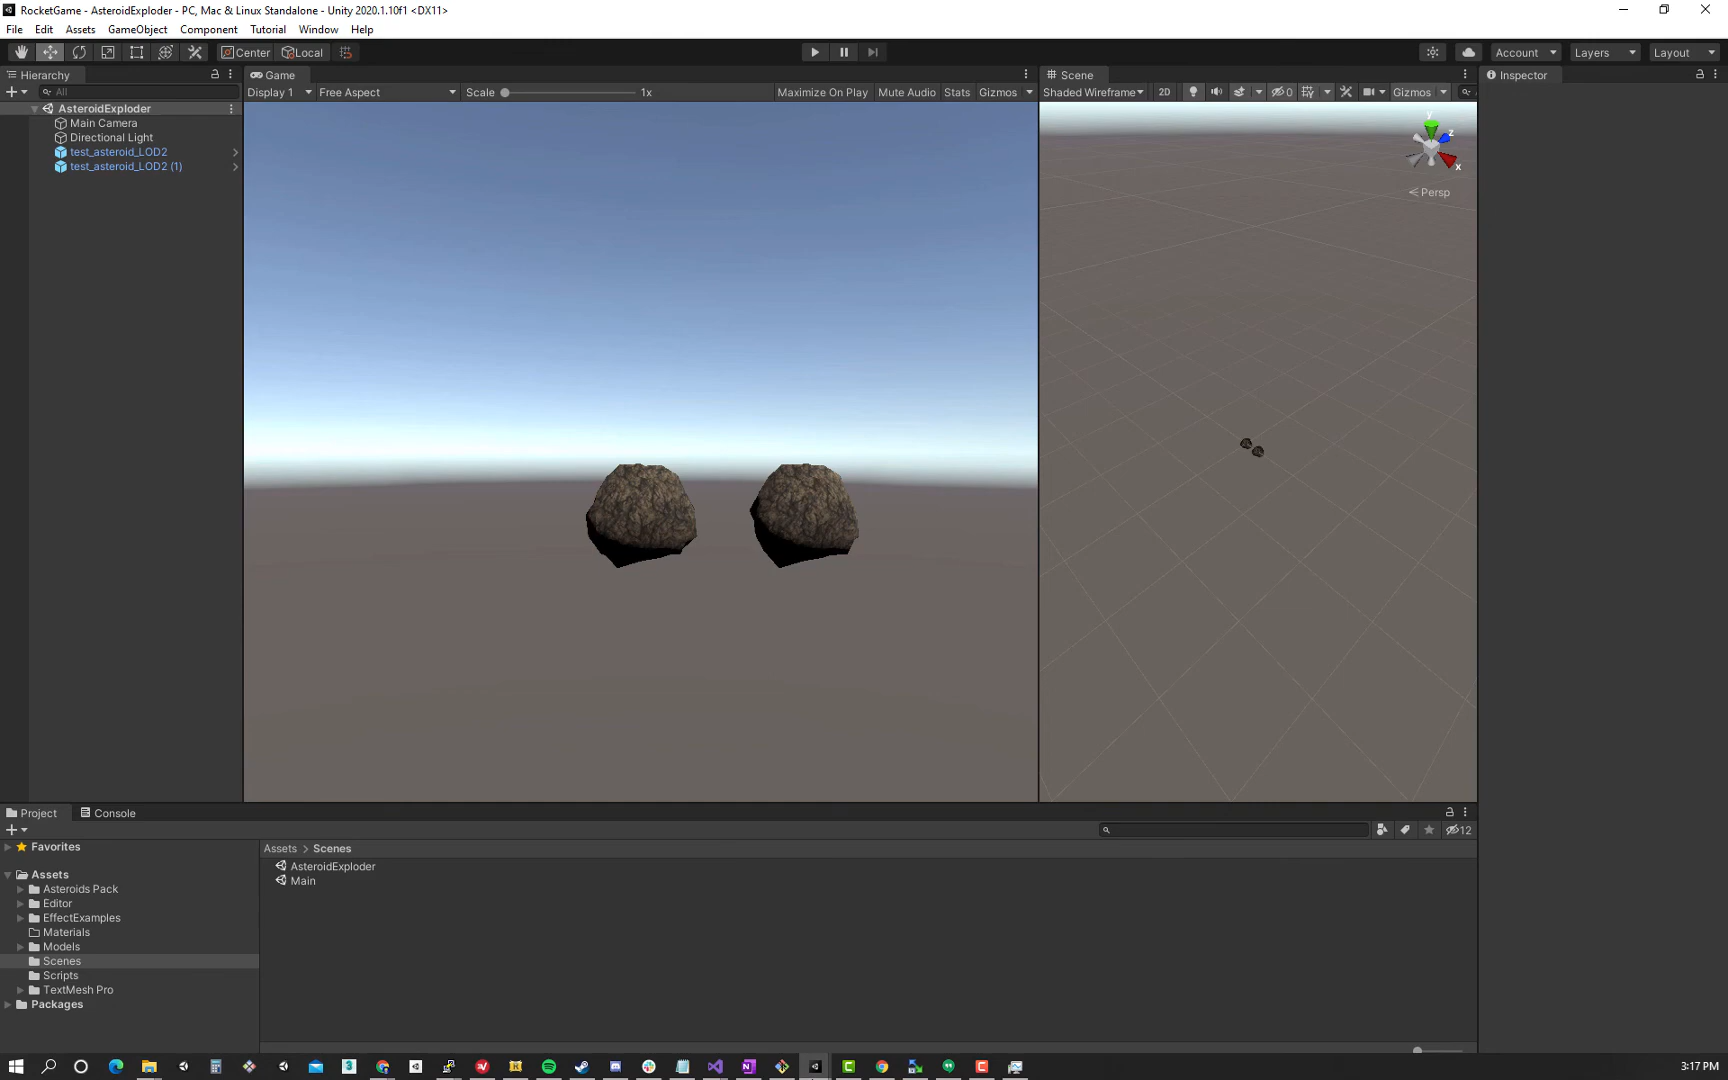 RocketGame - AsteroidExploder - PC, Mac & Linux Standalone - Unity 2020.1.10f1 <DX11>
File Edit Assets GameObject Component Tutorial Window Help
Center Local Account Layers Layout
Hierarchy Game Scene Inspector
All Display 1 Free Aspect Scale 1x Maximize On Play Mute Audio Stats Gizmos Shaded Wireframe 2D 0 Gizmos
AsteroidExploder
Main Camera
Directional Light
test_asteroid_LOD2
test_asteroid_LOD2 (1)
y
z
x
Persp
Project Console
12
Favorites
Assets > Scenes
AsteroidExploder
Main
Assets
Asteroids Pack
Editor
EffectExamples
Materials
Models
Scenes
Scripts
TextMesh Pro
Packages
3:17 PM